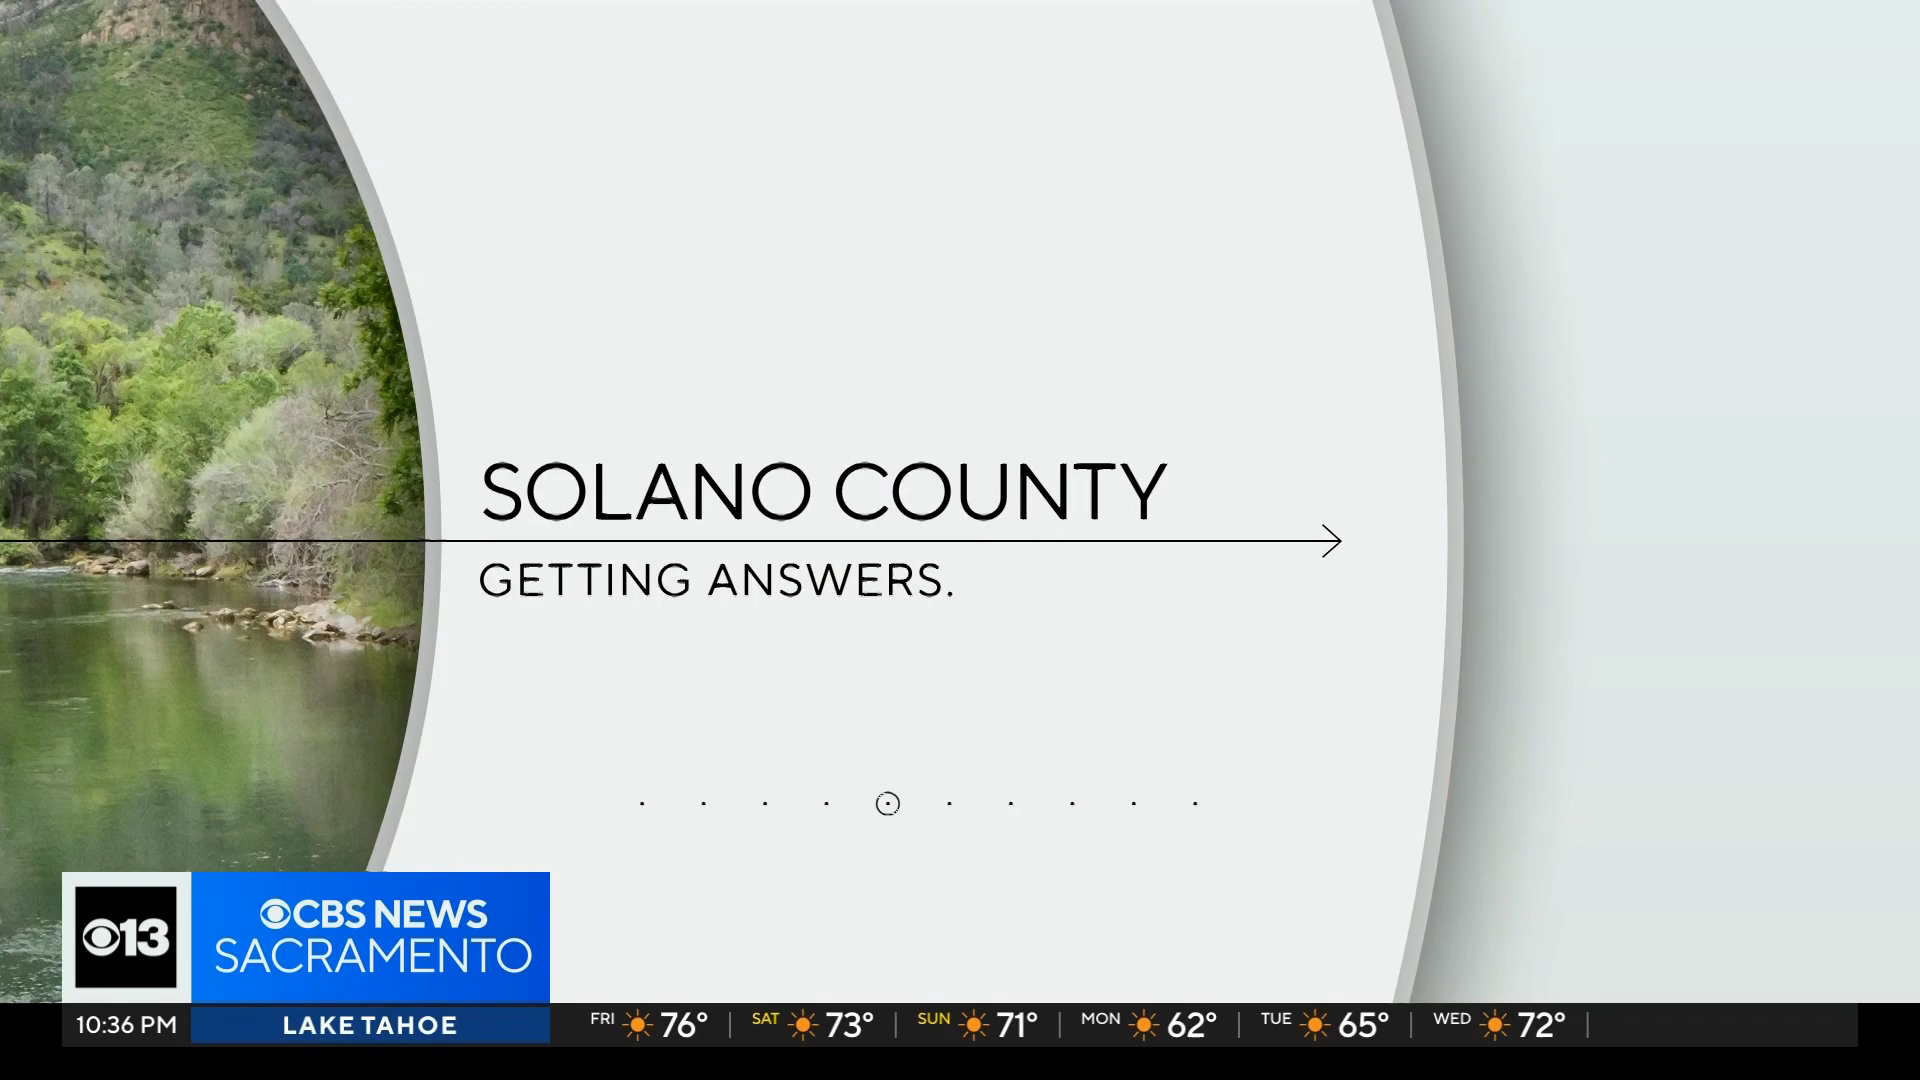 SOLANO COUNTY
GETTING ANSWERS.
13
CBS NEWS
SACRAMENTO
10:36 PM
LAKE TAHOE
FRI 76° | SAT 73° | SUN 71° | MON 62° | TUE 65° | WED 72° |